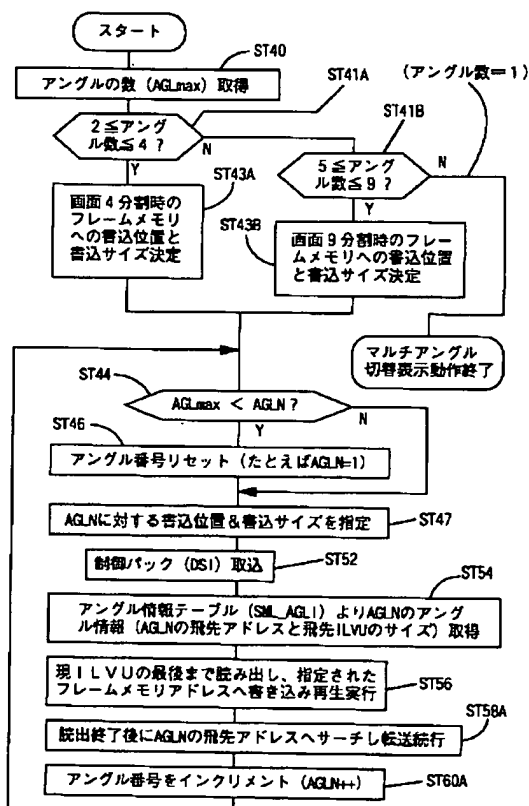 スタート
ST40
アングルの数 (AGLmax) 取得
ST41A
(アングル数=1)
2≦アング
ル数≦4 ?
N
ST41B
5≦アング
ル数≦9 ?
N
Y
ST43A
画面4分割時の
フレームメモリ
への書込位置と
書込サイズ決定
Y
ST43B
画面9分割時のフレー
ムメモリへの書込位置
と書込サイズ決定
マルチアングル
切替表示動作終了
ST44
AGLmax < AGLN ?
N
ST46
Y
アングル番号リセット (たとえばAGLN=1)
AGLNに対する書込位置&書込サイズを指定
ST47
制御パック (DSI) 取込
ST52
ST54
アングル情報テーブル (SML_AGLI) よりAGLNのアング
ル情報 (AGLNの飛先アドレスと飛先ILVUのサイズ) 取得
現ILVUの最後まで読み出し、指定された
フレームメモリアドレスへ書き込み再生実行
ST56
読出終了後にAGLNの飛先アドレスへサーチし転送続行
ST58A
アングル番号をインクリメント (AGLN++)
ST60A